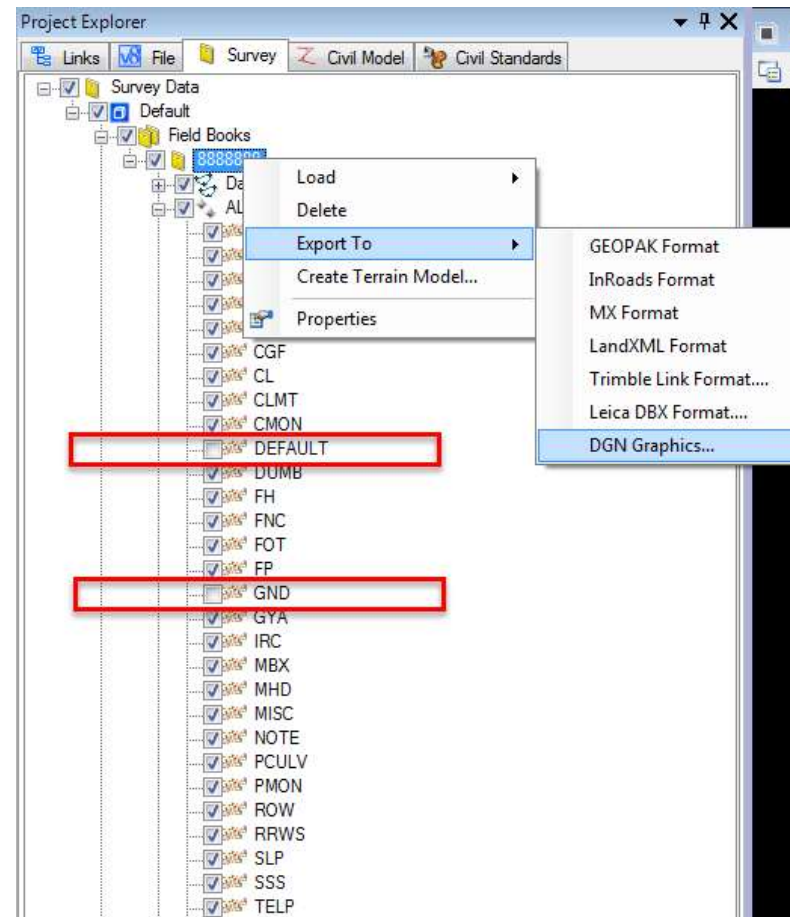 Project Explorer
Links File Survey Civil Model Civil Standards
Survey Data
Default
Field Books
Load
Delete
Export To
Create Terrain Model...
Properties
GEOPAK Format
InRoads Format
MX Format
LandXML Format
Trimble Link Format....
Leica DBX Format....
DGN Graphics...
CGF
CL
CLMT
CMON
DEFAULT
DUMB
FH
FNC
FOT
FP
GND
GYA
IRC
MBX
MHD
MISC
NOTE
PCULV
PMON
ROW
RRWS
SLP
SSS
TELP